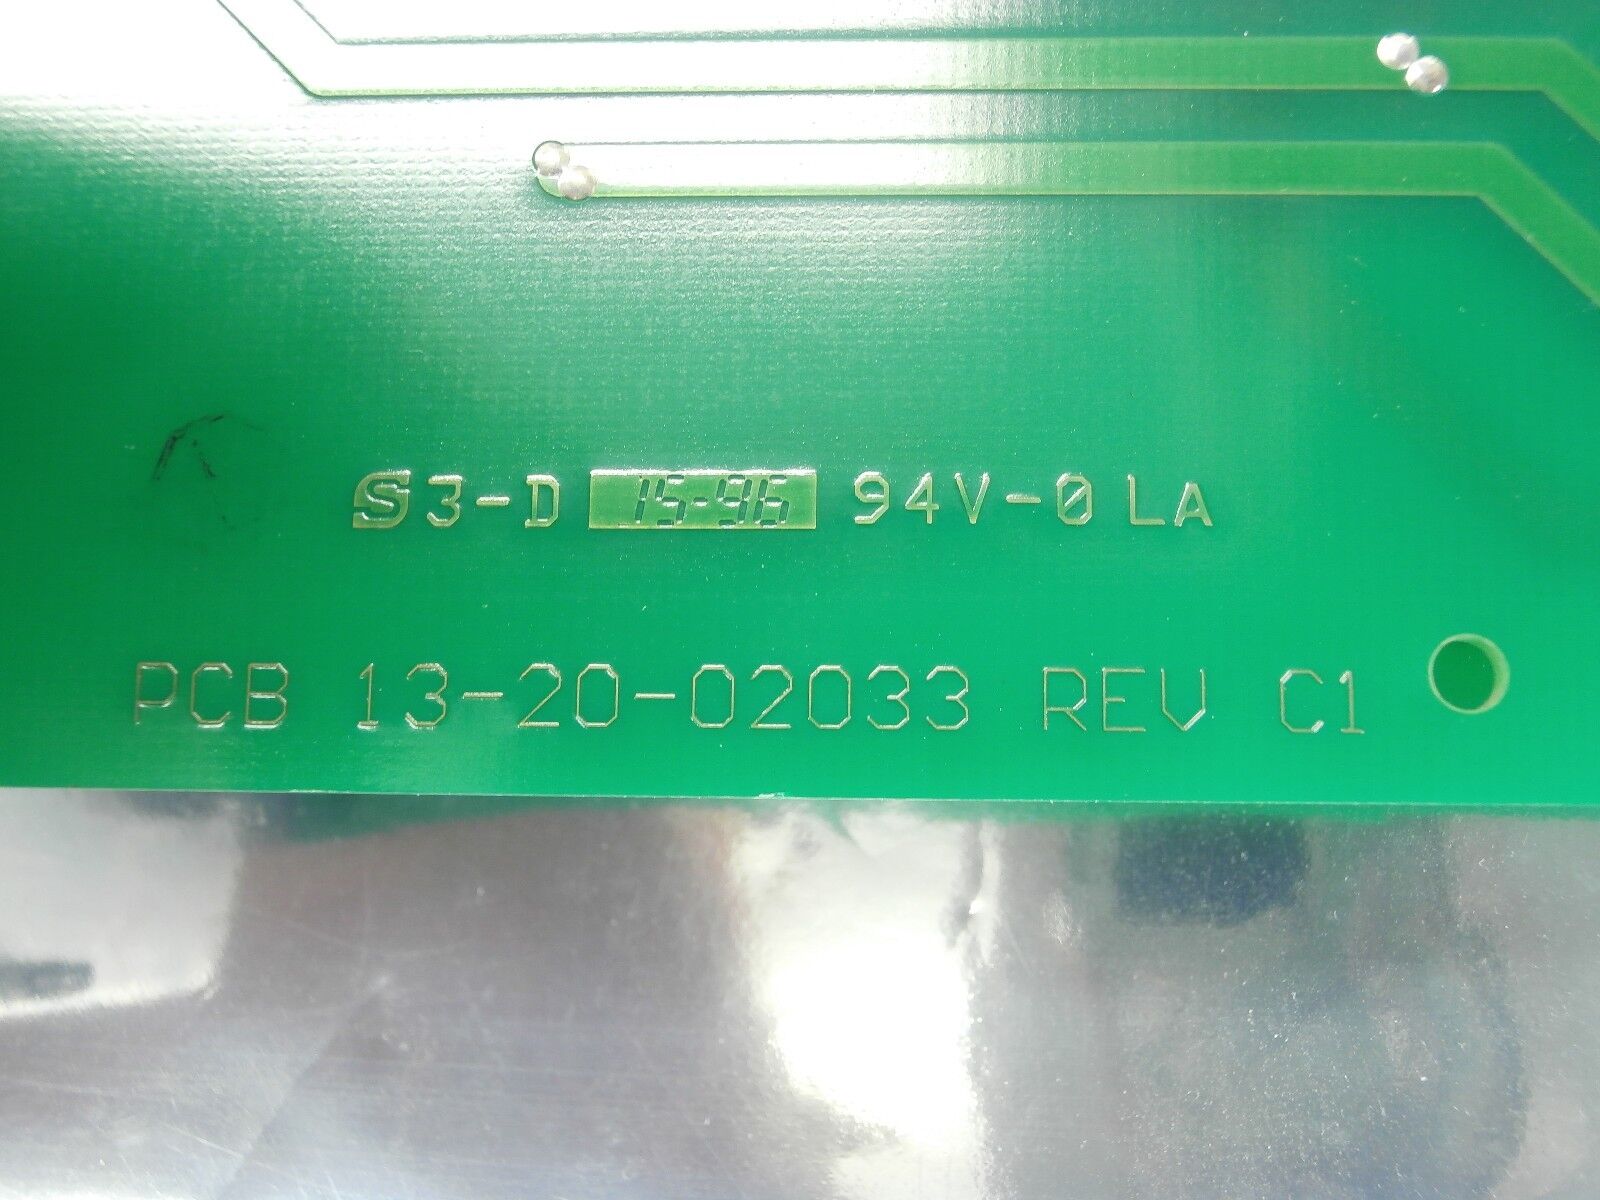 S3-D 15-96 94V-0 LA
PCB 13-20-02033 REV C1